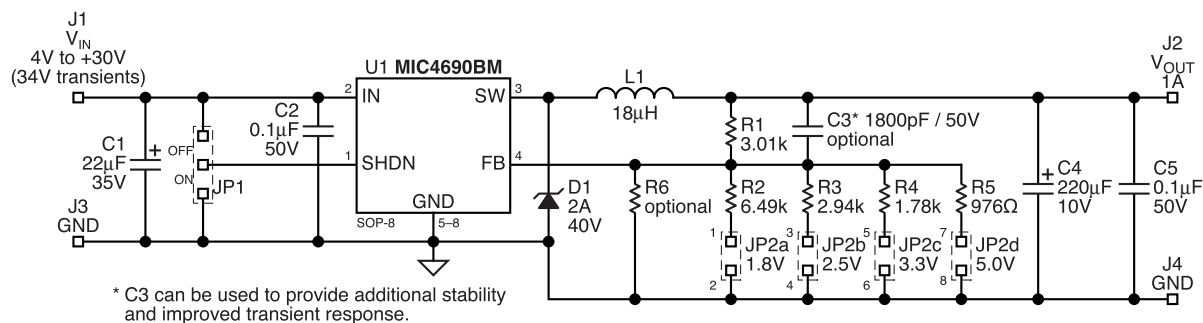 J1
VIN
4V to +30V
(34V transients)
U1 MIC4690BM
2
IN
SW
3
L1
18µH
J2
VOUT
1A
C2
0.1µF
50V
R1
3.01k
C3* 1800pF / 50V
optional
C1
22µF
35V
+
OFF
ON
JP1
1
SHDN
FB
4
GND
SOP-8
5–8
D1
2A
40V
R6
optional
R2
6.49k
R3
2.94k
R4
1.78k
R5
976Ω
+
C4
220µF
10V
C5
0.1µF
50V
J3
GND
1
JP2a
1.8V
2
3
JP2b
2.5V
4
5
JP2c
3.3V
6
7
JP2d
5.0V
8
J4
GND
* C3 can be used to provide additional stability
and improved transient response.